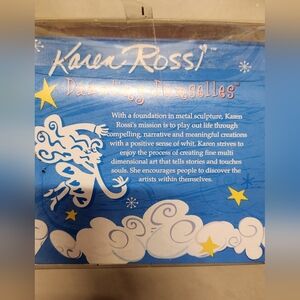 Karen Rossi™
Dazzling Damselles
With a foundation in metal sculpture, Karen
Rossi's mission is to play out life through
compelling, narrative and meaningful creations
with a positive sense of whit. Karen strives to
enjoy the process of creating fine multi
dimensional art that tells stories and touches
souls. She encourages people to discover the
artists within themselves.